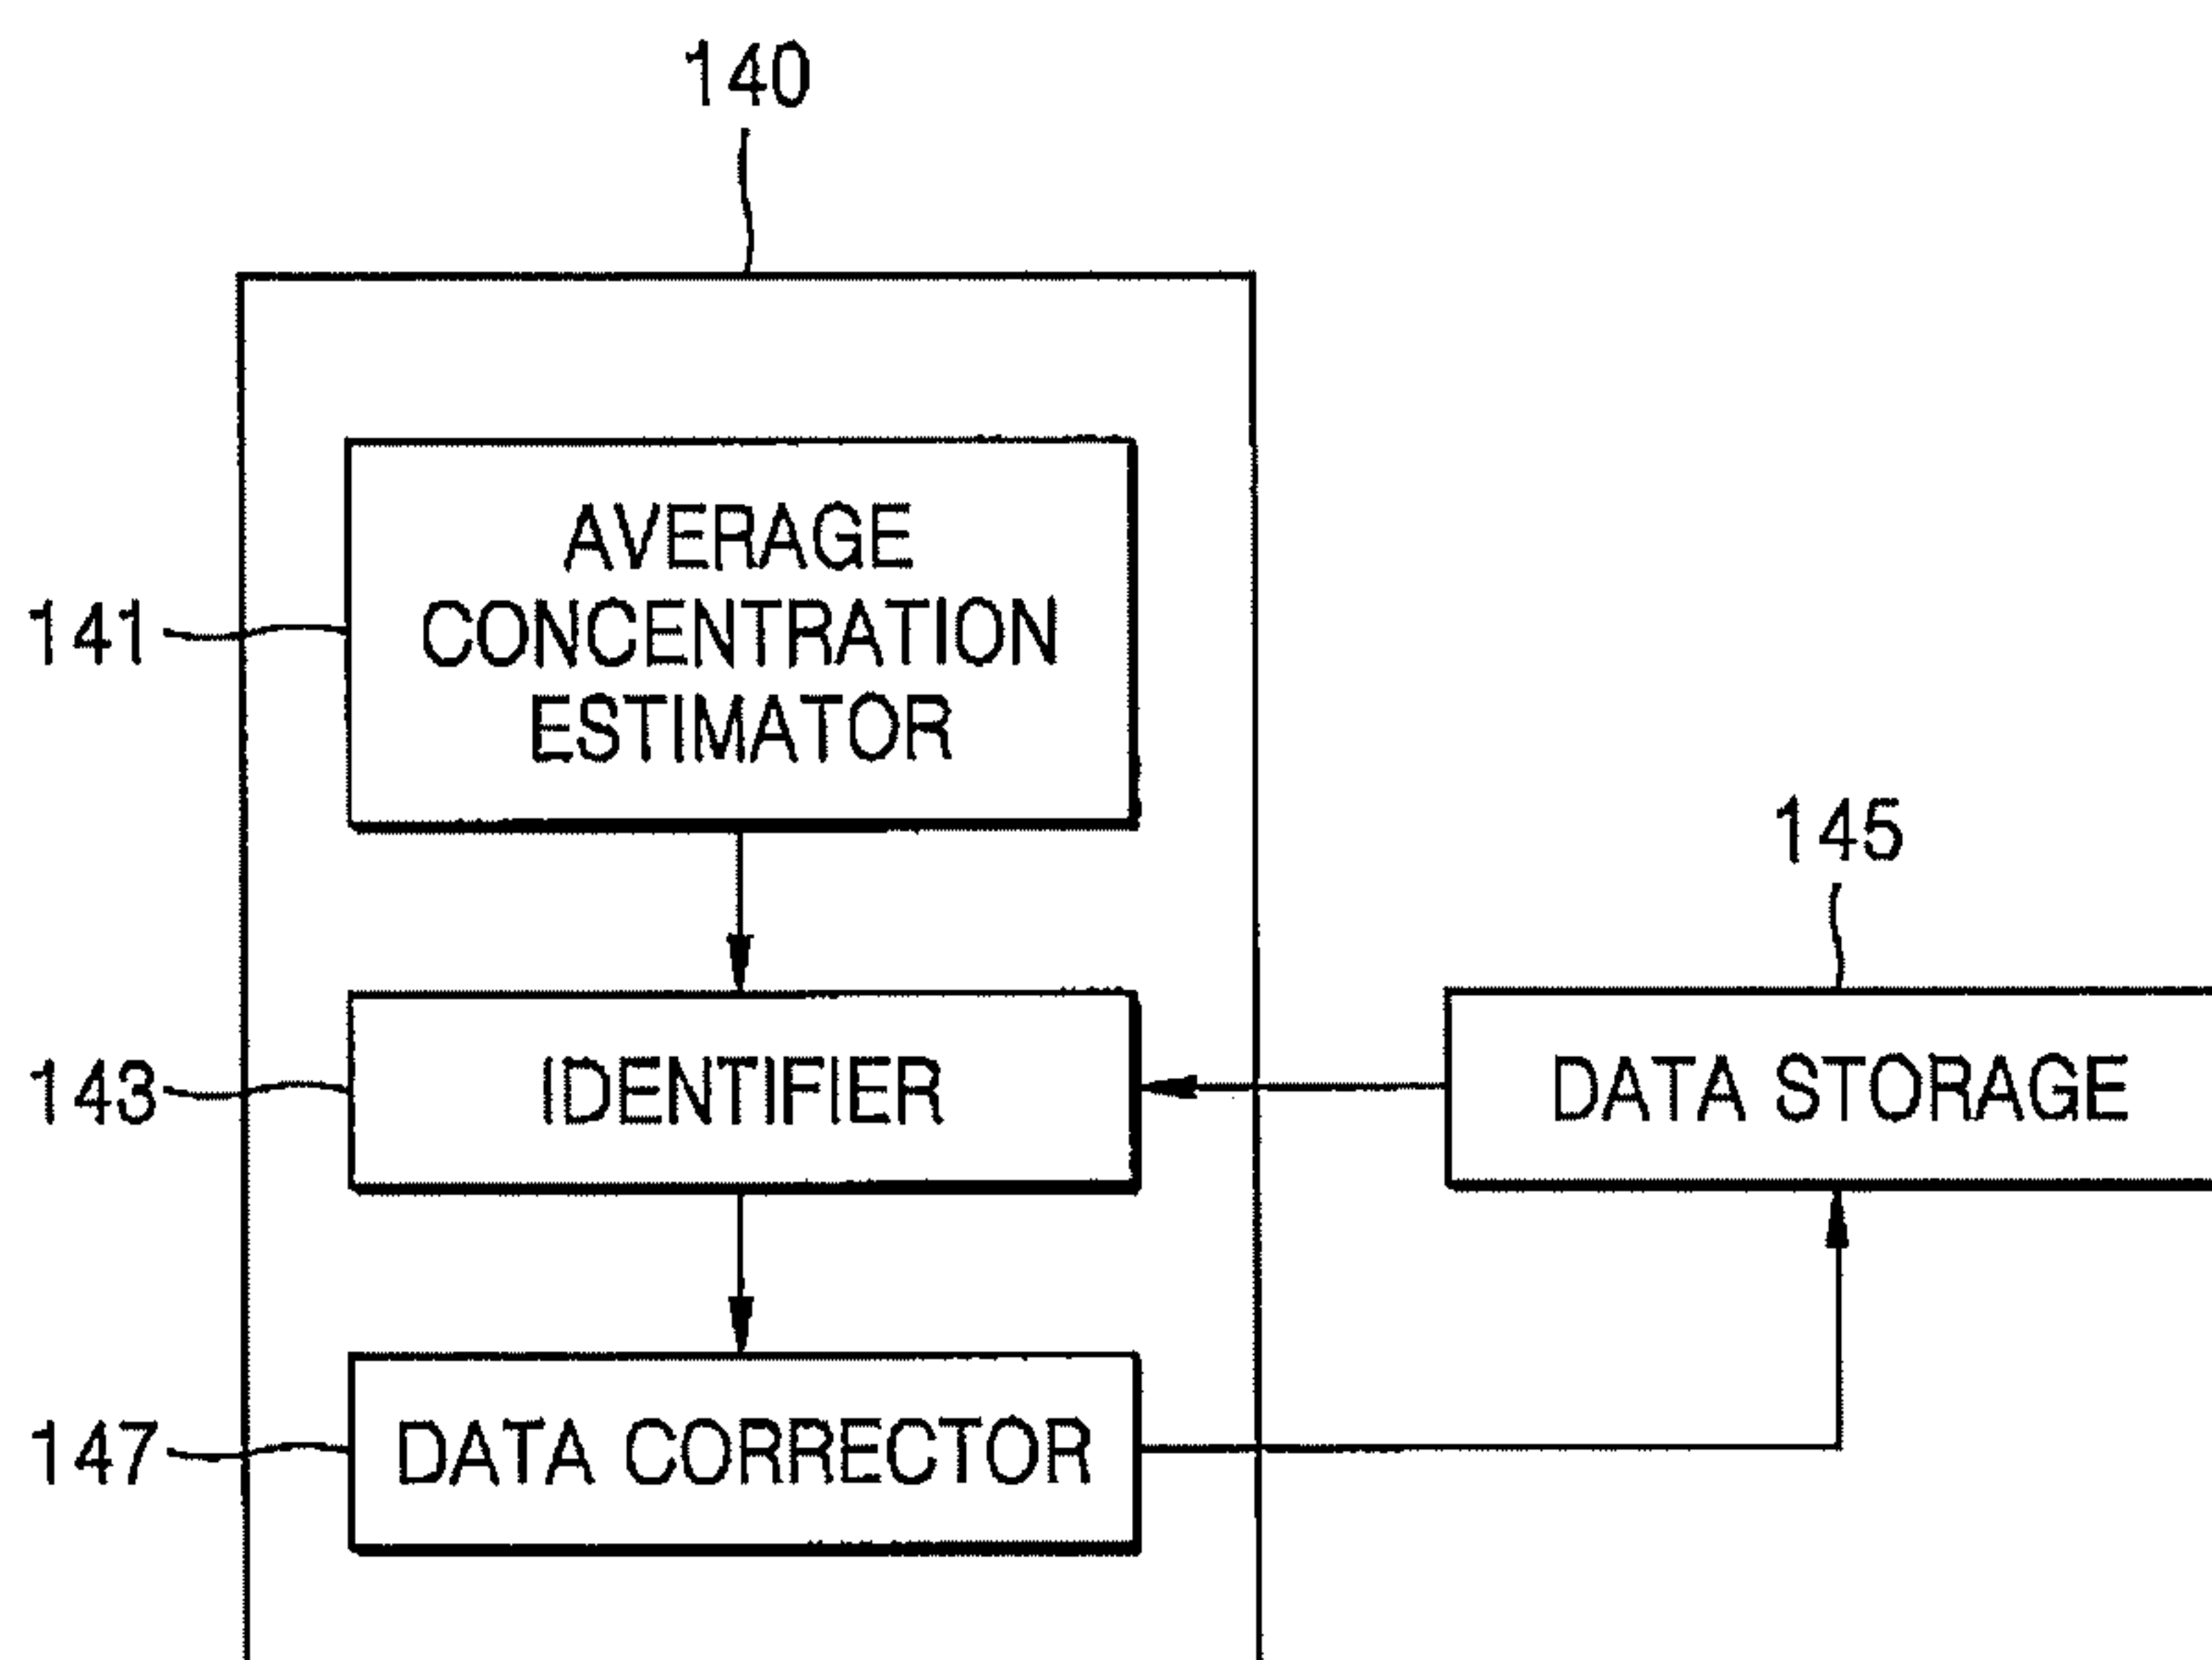 140
AVERAGE
CONCENTRATION
ESTIMATOR
141
145
IDENTIFIER
143
DATA STORAGE
DATA CORRECTOR
147